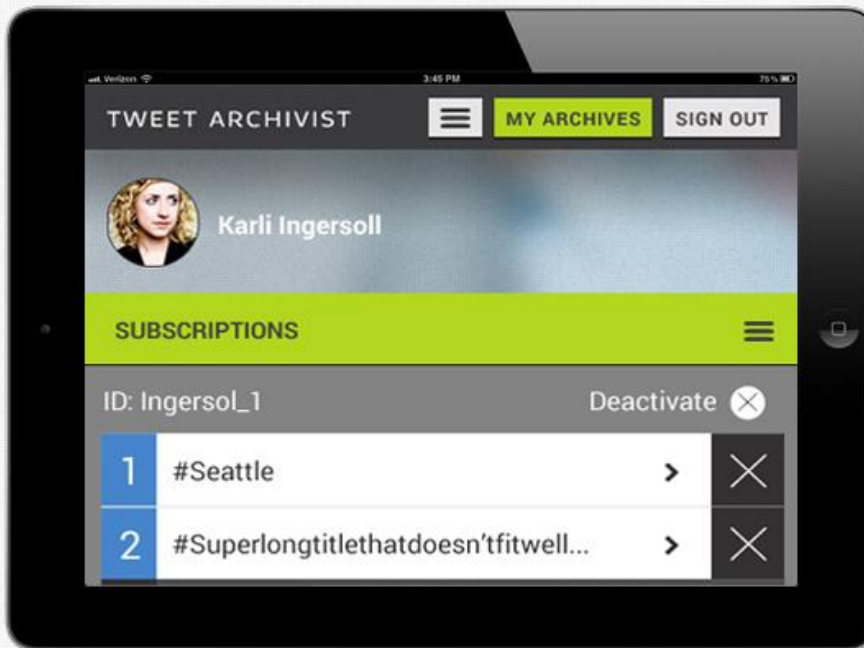 Verizon 3:45 PM 75%
TWEET ARCHIVIST MY ARCHIVES SIGN OUT
Karli Ingersoll
SUBSCRIPTIONS
ID: Ingersol_1 Deactivate
1 #Seattle
2 #Superlongtitlethatdoesn'tfitwell...